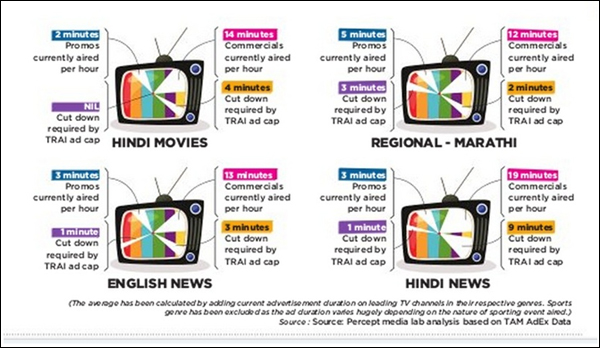 2 minutes
Promos
currently aired
per hour
14 minutes
Commercials
currently aired
per hour
NIL
Cut down
required by
TRAI ad cap
4 minutes
Cut down
required by
TRAI ad cap
HINDI MOVIES
5 minutes
Promos
currently aired
per hour
12 minutes
Commercials
currently aired
per hour
3 minutes
Cut down
required by
TRAI ad cap
2 minutes
Cut down
required by
TRAI ad cap
REGIONAL - MARATHI
3 minutes
Promos
currently aired
per hour
13 minutes
Commercials
currently aired
per hour
1 minute
Cut down
required by
TRAI ad cap
3 minutes
Cut down
required by
TRAI ad cap
ENGLISH NEWS
3 minutes
Promos
currently aired
per hour
19 minutes
Commercials
currently aired
per hour
1 minute
Cut down
required by
TRAI ad cap
9 minutes
Cut down
required by
TRAI ad cap
HINDI NEWS
(The average has been calculated by adding current advertisement duration on leading TV channels in their respective genres. Sports
genre has been excluded as the ad duration varies hugely depending on the nature of sporting event aired.)
Source : Source: Percept media lab analysis based on TAM AdEx Data